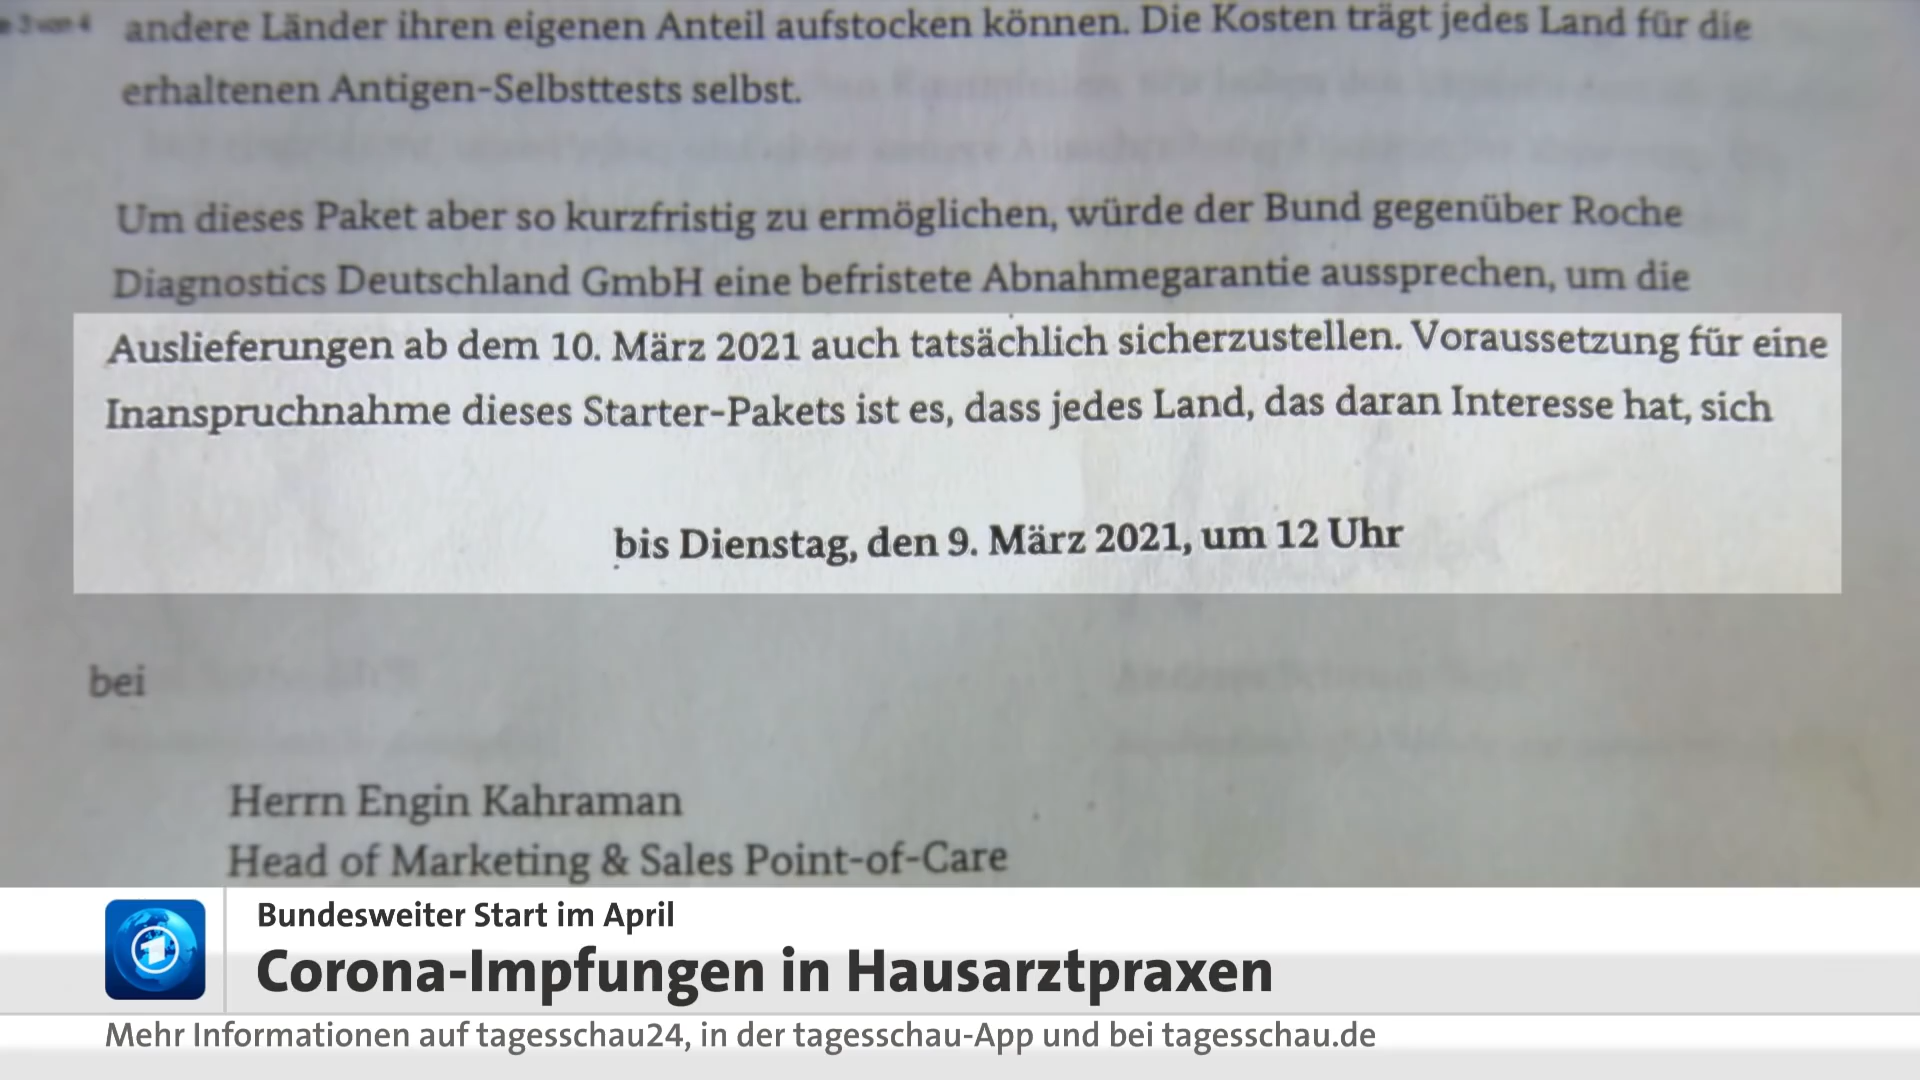 andere Länder ihren eigenen Anteil aufstocken können. Die Kosten trägt jedes Land für die
erhaltenen Antigen-Selbsttests selbst.
Um dieses Paket aber so kurzfristig zu ermöglichen, würde der Bund gegenüber Roche
Diagnostics Deutschland GmbH eine befristete Abnahmegarantie aussprechen, um die
Auslieferungen ab dem 10. März 2021 auch tatsächlich sicherzustellen. Voraussetzung für eine
Inanspruchnahme dieses Starter-Pakets ist es, dass jedes Land, das daran Interesse hat, sich
bis Dienstag, den 9. März 2021, um 12 Uhr
bei
Herrn Engin Kahraman
Head of Marketing & Sales Point-of-Care
Bundesweiter Start im April
Corona-Impfungen in Hausarztpraxen
Mehr Informationen auf tagesschau24, in der tagesschau-App und bei tagesschau.de